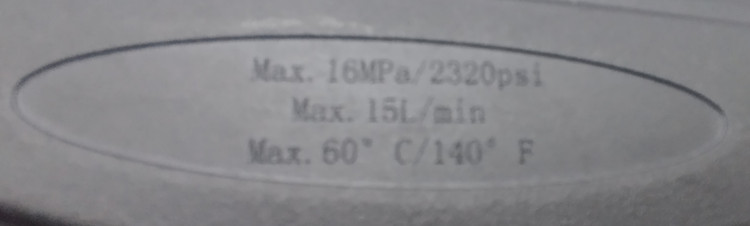 Max. 16MPa/2320psi
Max. 15L/min
Max. 60° C/140° F